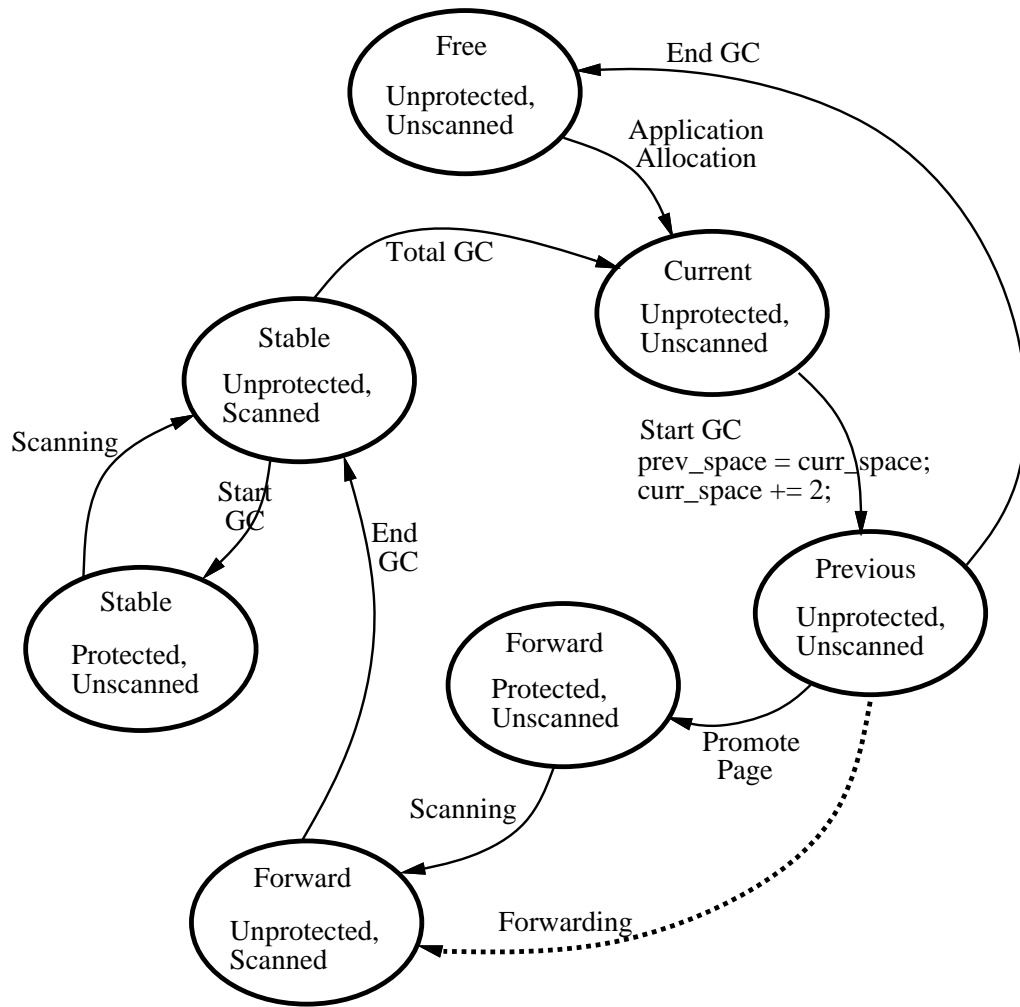 Free
Unprotected,
Unscanned
End GC
Application
Allocation
Total GC
Current
Unprotected,
Unscanned
Stable
Unprotected,
Scanned
Scanning
Start GC
prev_space = curr_space;
curr_space += 2;
Start
GC
End
GC
Stable
Protected,
Unscanned
Previous
Unprotected,
Unscanned
Forward
Protected,
Unscanned
Promote
Page
Scanning
Forward
Unprotected,
Scanned
Forwarding